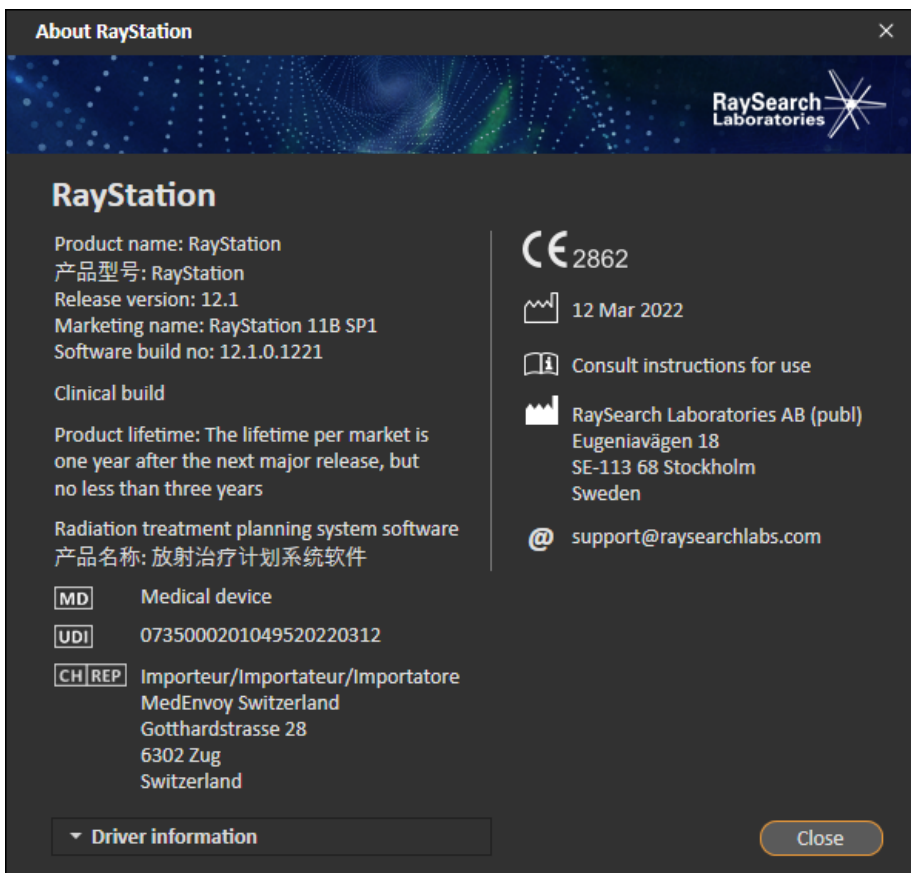 About RayStation
RaySearch
Laboratories
RayStation
Product name: RayStation
产品型号: RayStation
Release version: 12.1
Marketing name: RayStation 11B SP1
Software build no: 12.1.0.1221
Clinical build
Product lifetime: The lifetime per market is
one year after the next major release, but
no less than three years
Radiation treatment planning system software
产品名称: 放射治疗计划系统软件
MD Medical device
UDI 0735000201049520220312
CH REP Importeur/Importateur/Importatore
MedEnvoy Switzerland
Gotthardstrasse 28
6302 Zug
Switzerland
CE 2862
12 Mar 2022
Consult instructions for use
RaySearch Laboratories AB (publ)
Eugeniavägen 18
SE-113 68 Stockholm
Sweden
@ support@raysearchlabs.com
Driver information
Close